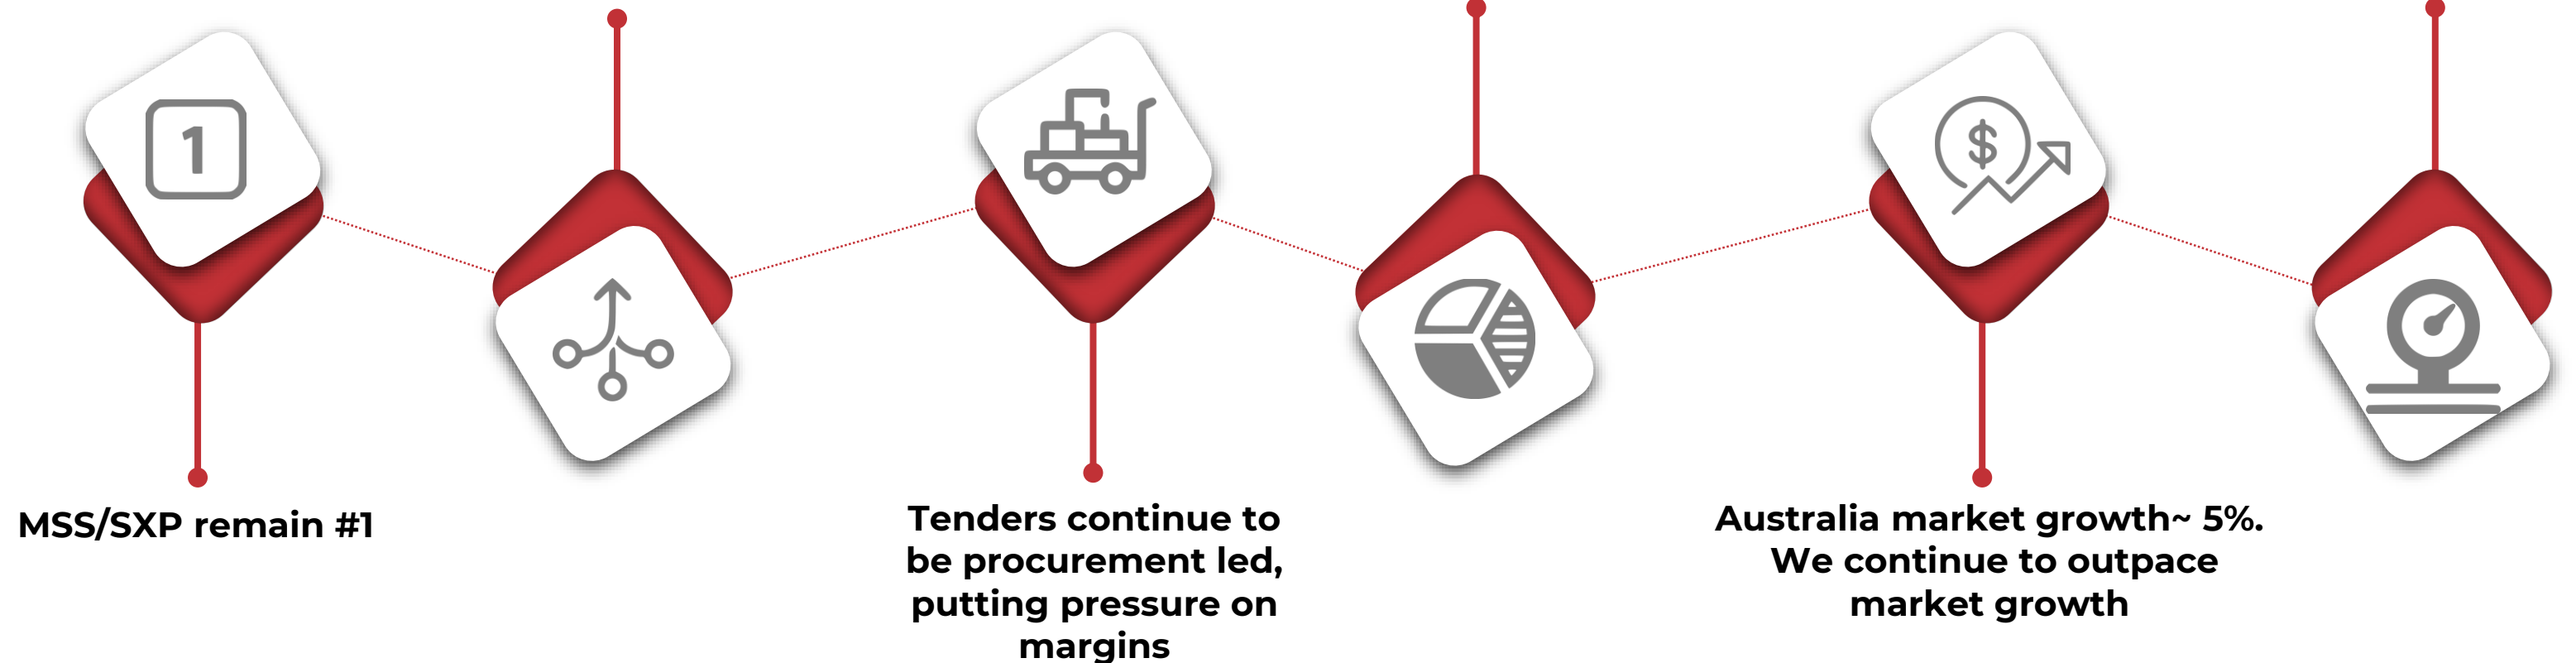 1
$
MSS/SXP remain #1
Tenders continue to
be procurement led,
putting pressure on
margins
Australia market growth~ 5%.
We continue to outpace
market growth